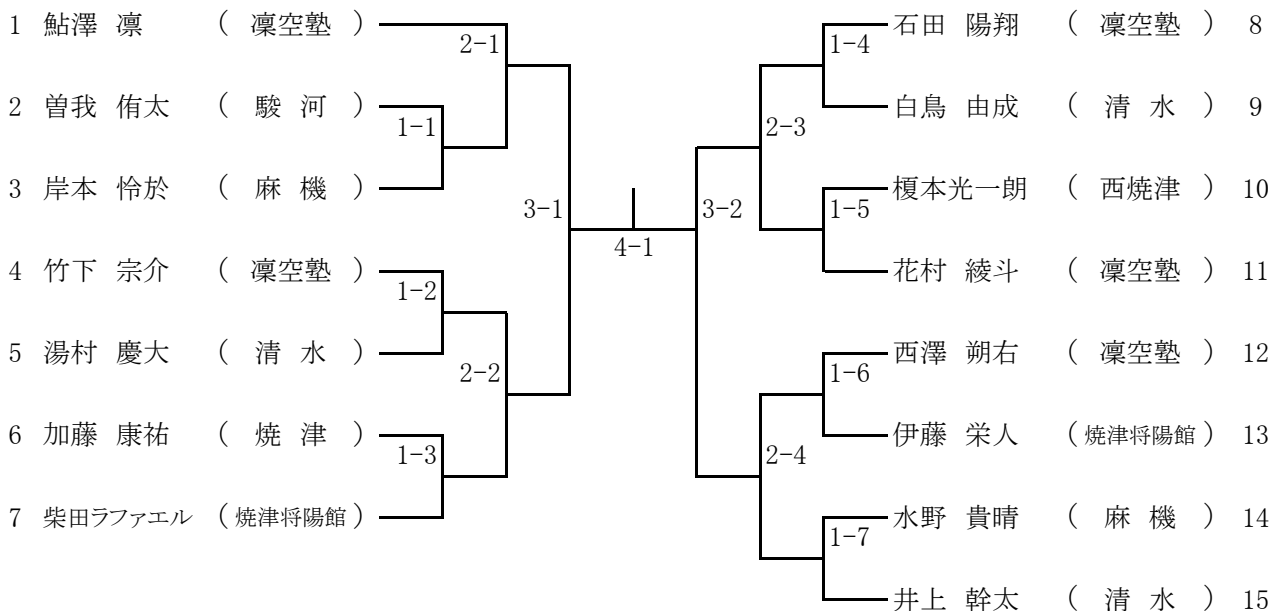 1 鮎澤 凛 ( 凜空塾 )
2-1
2 曽我 侑太 ( 駿 河 )
1-1
3 岸本 怜於 ( 麻 機 )
3-1
4 竹下 宗介 ( 凜空塾 )
1-2
5 湯村 慶大 ( 清 水 )
2-2
6 加藤 康祐 ( 焼 津 )
1-3
7 柴田ラファエル ( 焼津将陽館 )
4-1
石田 陽翔 ( 凜空塾 ) 8
1-4
白鳥 由成 ( 清 水 ) 9
2-3
榎本光一朗 ( 西焼津 ) 10
3-2
1-5
花村 綾斗 ( 凜空塾 ) 11
西澤 朔右 ( 凜空塾 ) 12
1-6
伊藤 栄人 ( 焼津将陽館 ) 13
2-4
水野 貴晴 ( 麻 機 ) 14
1-7
井上 幹太 ( 清 水 ) 15